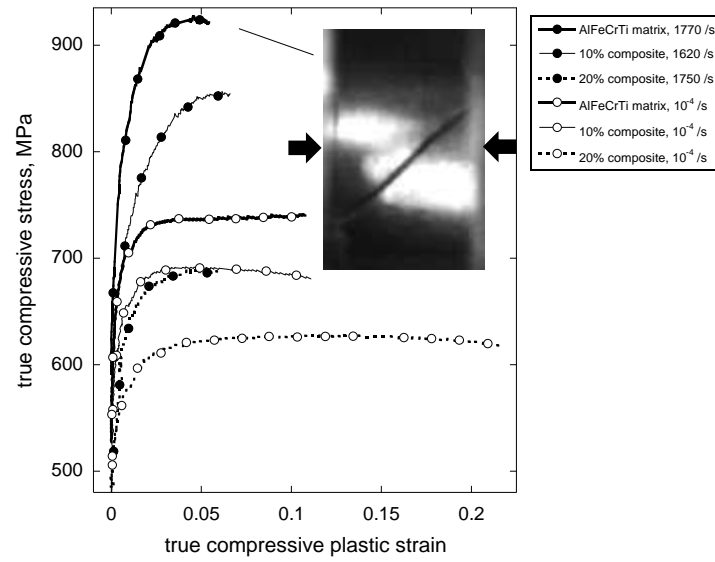 900
800
700
600
500
true compressive stress, MPa
0
0.05
0.1
0.15
0.2
true compressive plastic strain
AlFeCrTi matrix, 1770 /s
10% composite, 1620 /s
20% composite, 1750 /s
AlFeCrTi matrix, 10⁻⁴ /s
10% composite, 10⁻⁴ /s
20% composite, 10⁻⁴ /s